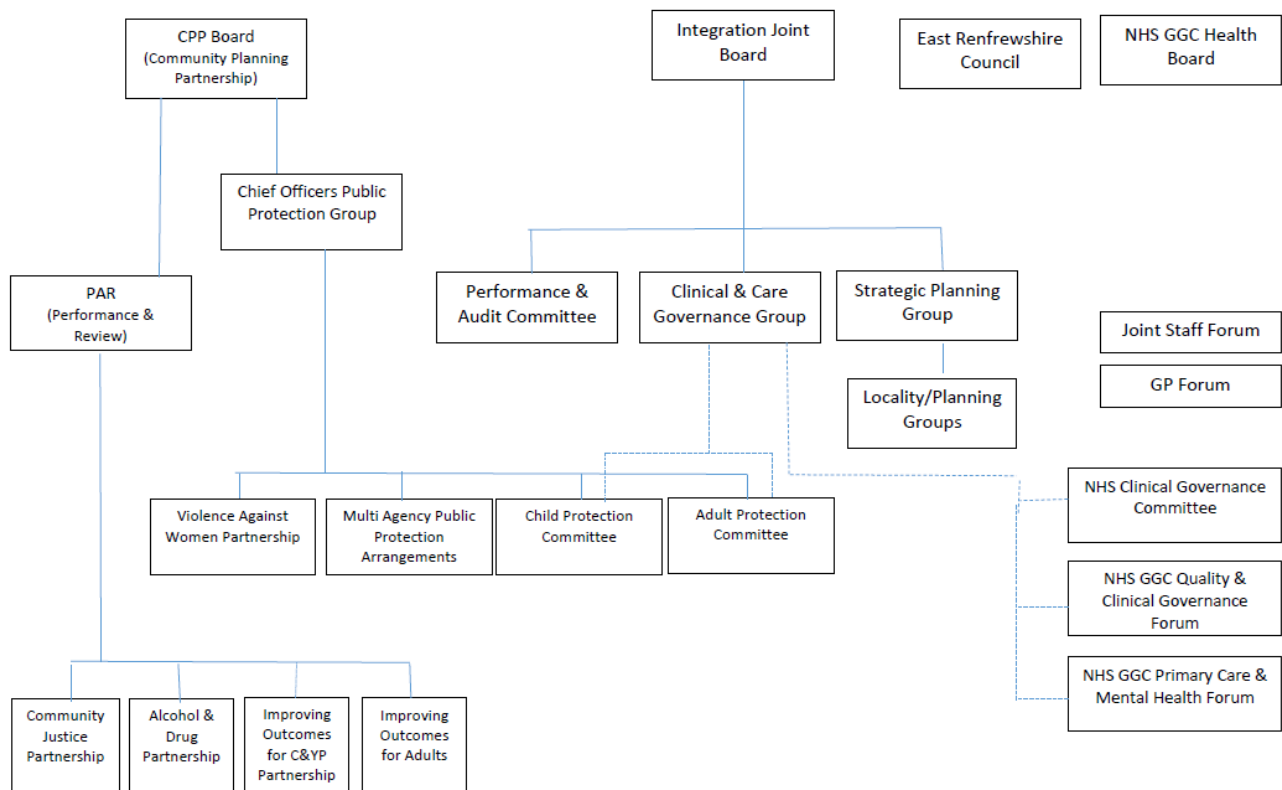 CPP Board
(Community Planning
Partnership)
Integration Joint
Board
East Renfrewshire
Council
NHS GGC Health
Board
Chief Officers Public
Protection Group
PAR
(Performance &
Review)
Performance &
Audit Committee
Clinical & Care
Governance Group
Strategic Planning
Group
Joint Staff Forum
GP Forum
Locality/Planning
Groups
Violence Against
Women Partnership
Multi Agency Public
Protection
Arrangements
Child Protection
Committee
Adult Protection
Committee
NHS Clinical Governance
Committee
NHS GGC Quality &
Clinical Governance
Forum
NHS GGC Primary Care &
Mental Health Forum
Community
Justice
Partnership
Alcohol &
Drug
Partnership
Improving
Outcomes
for C&YP
Partnership
Improving
Outcomes
for Adults